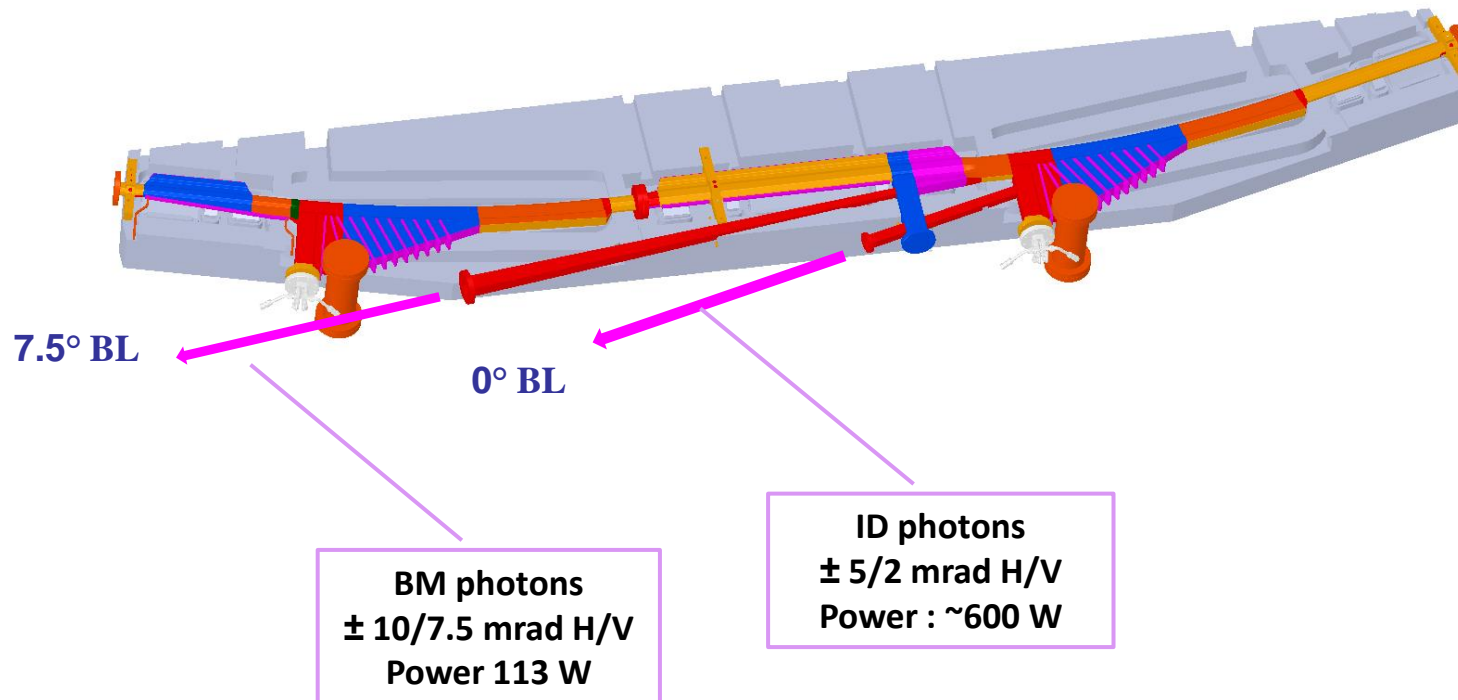 7.5° BL
0° BL
BM photons
± 10/7.5 mrad H/V
Power 113 W
ID photons
± 5/2 mrad H/V
Power : ~600 W